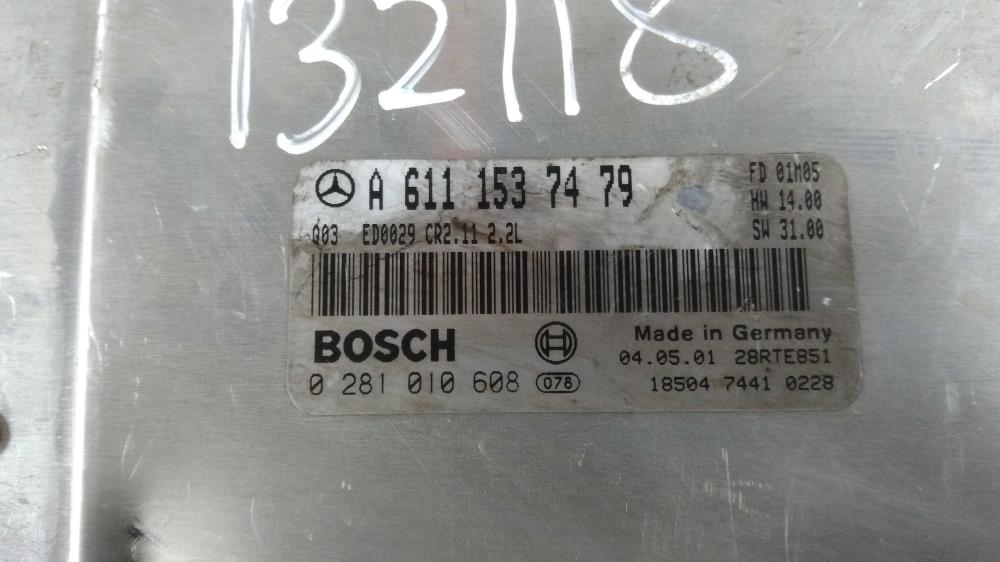 132118
A 611 153 74 79
FD 01M05
HW 14.00
Q03 ED0029 CR2.11 2.2L
SW 31.00
BOSCH
Made in Germany
04.05.01 28RTE851
0 281 010 608 078
18504 7441 0228